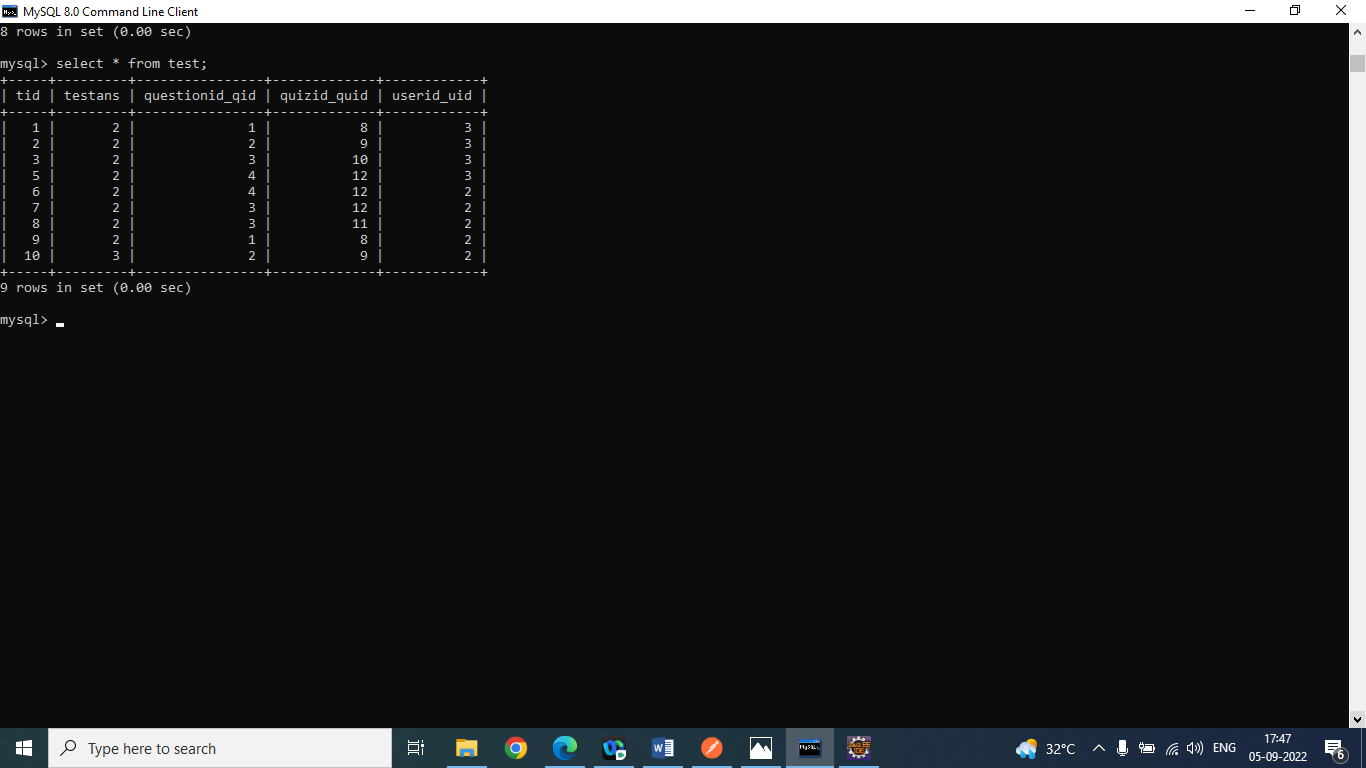 MySQL 8.0 Command Line Client
8 rows in set (0.00 sec)
mysql> select * from test;
+-----+---------+----------------+-------------+------------+
| tid | testans | questionid_qid | quizid_quid | userid_uid |
+-----+---------+----------------+-------------+------------+
|   1 |       2 |              1 |           8 |          3 |
|   2 |       2 |              2 |           9 |          3 |
|   3 |       2 |              3 |          10 |          3 |
|   5 |       2 |              4 |          12 |          3 |
|   6 |       2 |              4 |          12 |          2 |
|   7 |       2 |              3 |          12 |          2 |
|   8 |       2 |              3 |          11 |          2 |
|   9 |       2 |              1 |           8 |          2 |
|  10 |       3 |              2 |           9 |          2 |
+-----+---------+----------------+-------------+------------+
9 rows in set (0.00 sec)
mysql>
Type here to search
32°C
ENG
17:47
05-09-2022
6